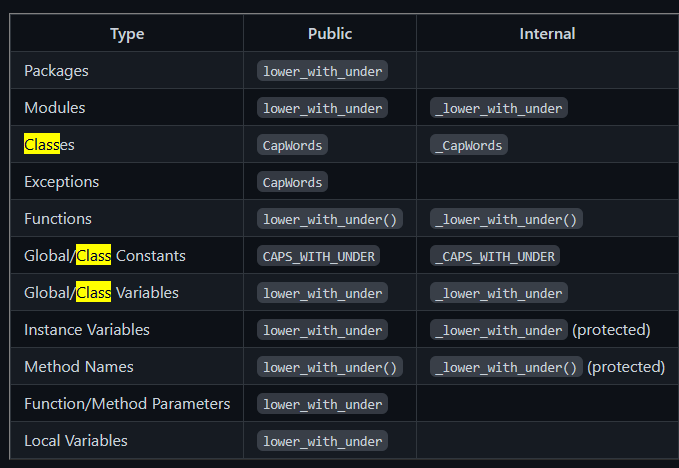 Type Public Internal
Packages lower_with_under
Modules lower_with_under _lower_with_under
Classes CapWords _CapWords
Exceptions CapWords
Functions lower_with_under() _lower_with_under()
Global/Class Constants CAPS_WITH_UNDER _CAPS_WITH_UNDER
Global/Class Variables lower_with_under _lower_with_under
Instance Variables lower_with_under _lower_with_under (protected)
Method Names lower_with_under() _lower_with_under() (protected)
Function/Method Parameters lower_with_under
Local Variables lower_with_under